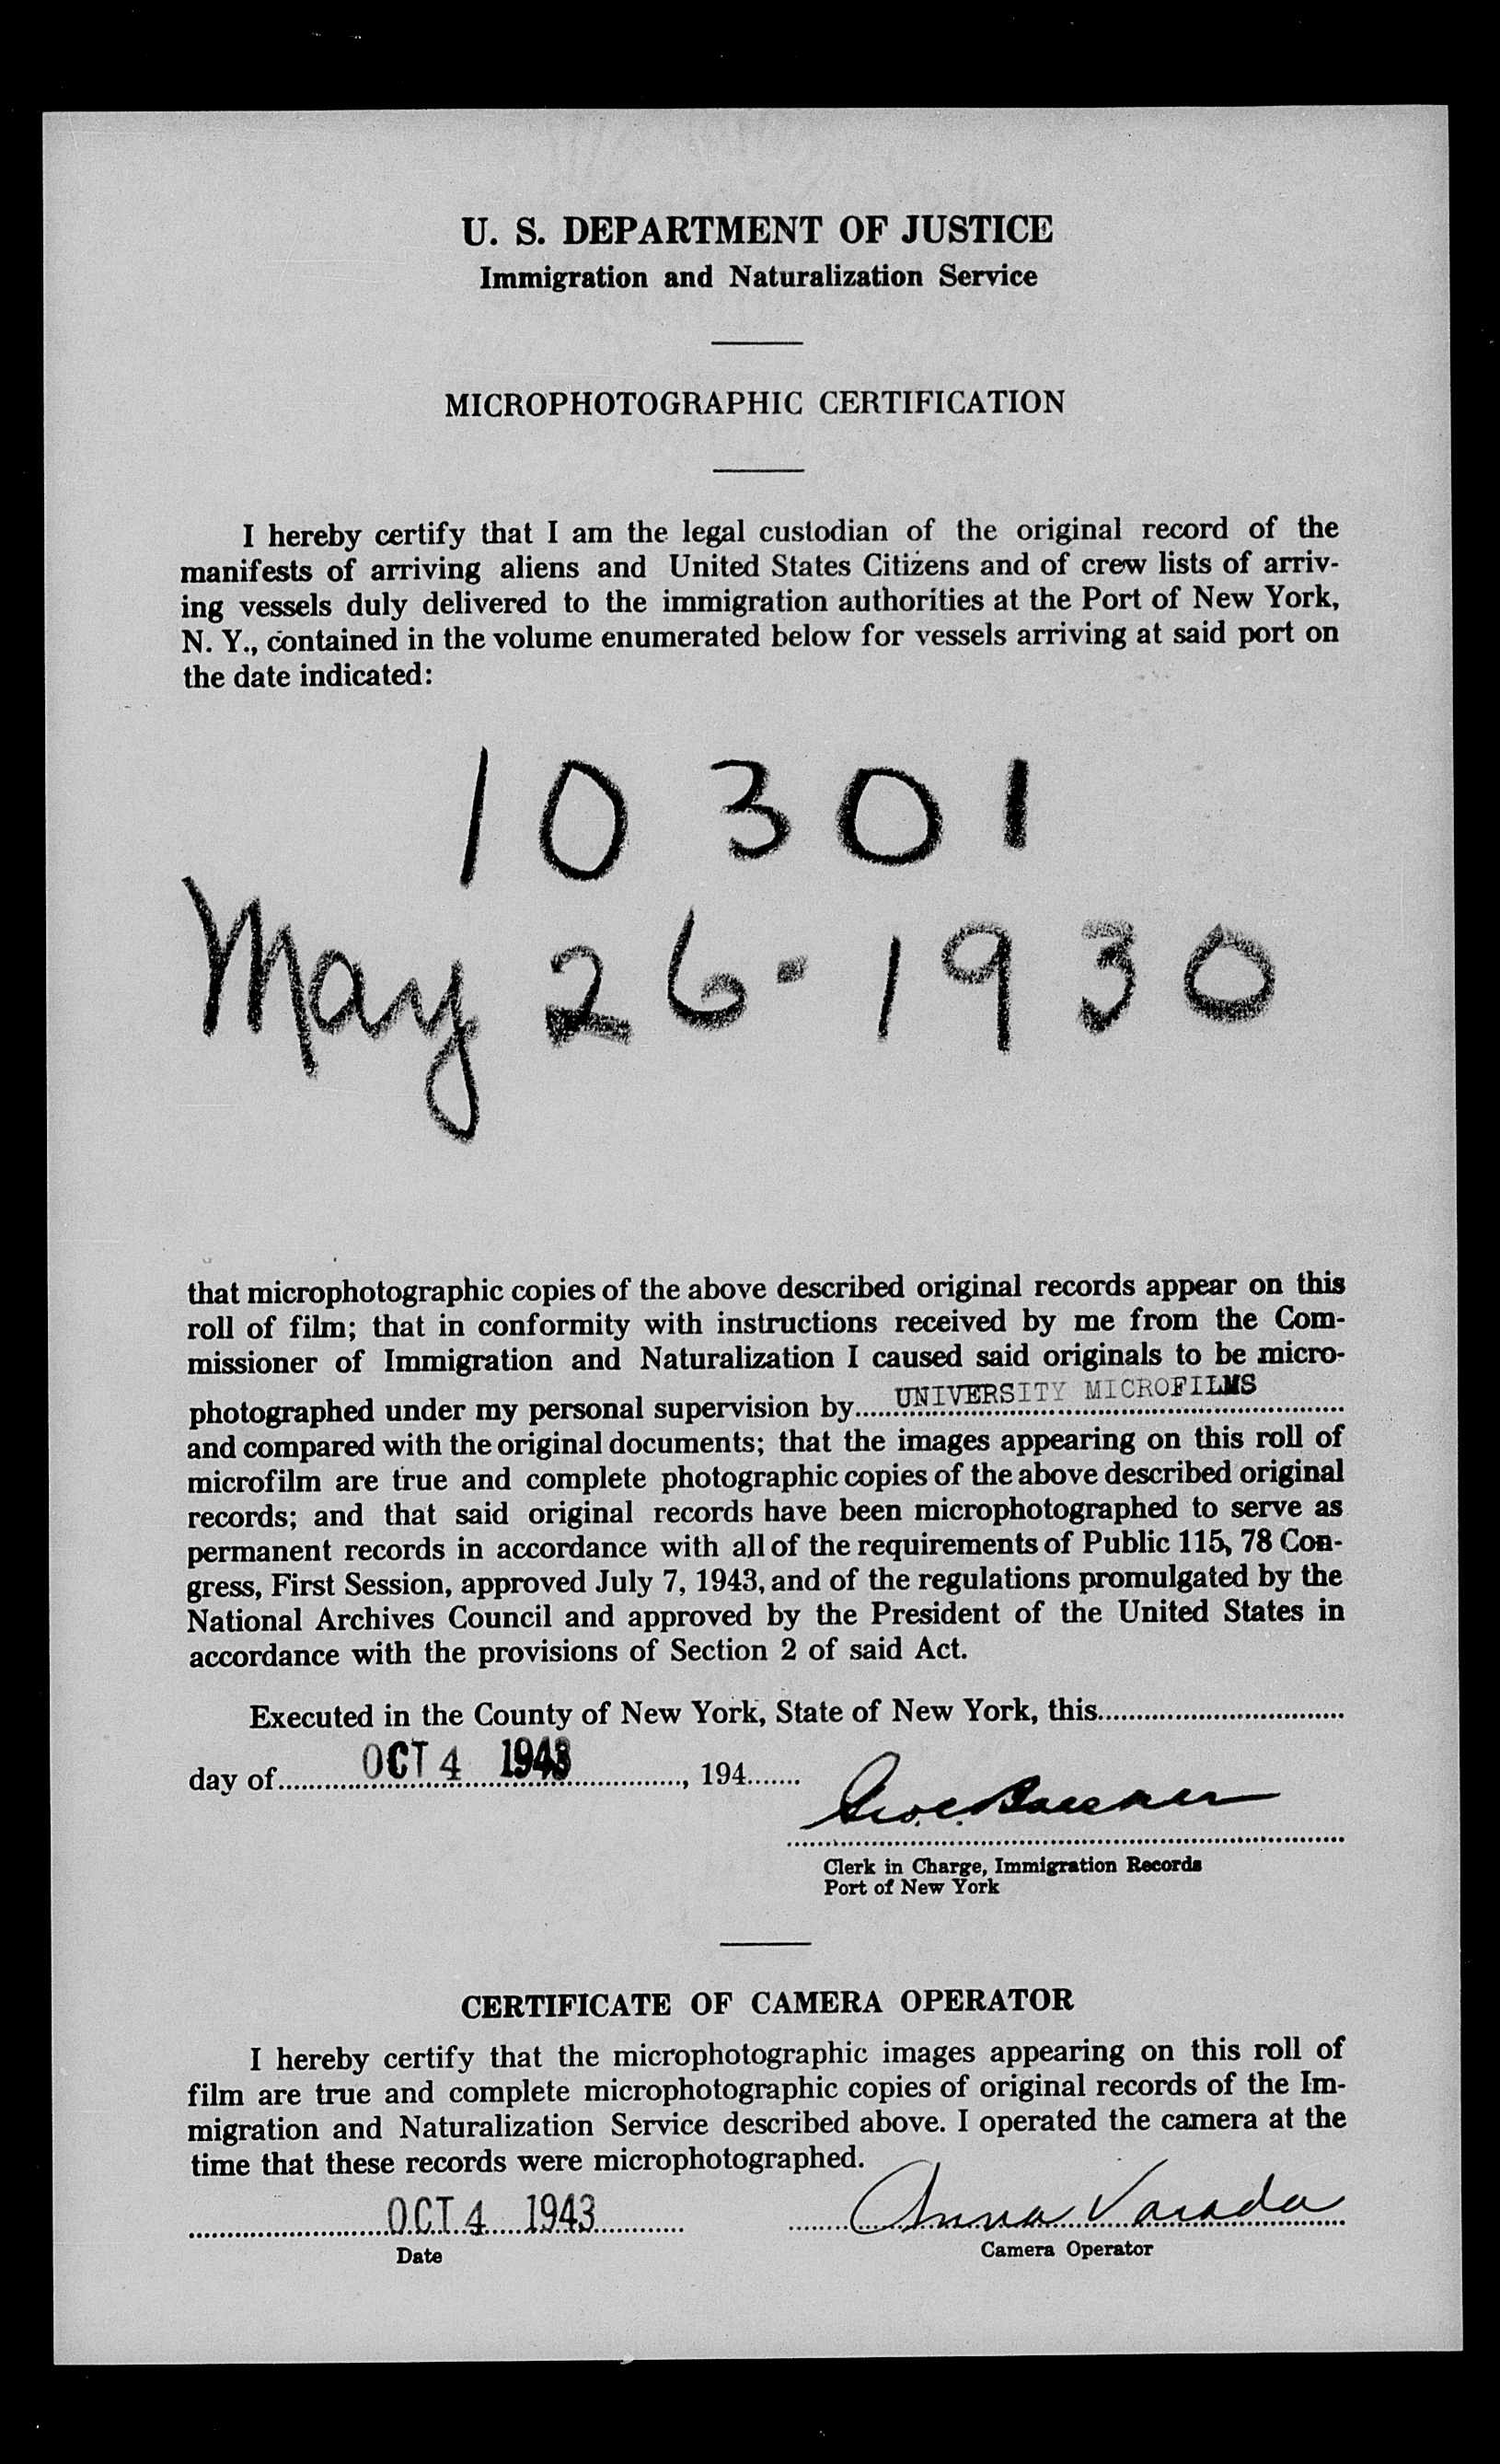 U. S. DEPARTMENT OF JUSTICE
Immigration and Naturalization Service
MICROPHOTOGRAPHIC CERTIFICATION
I hereby certify that I am the legal custodian of the original record of the
manifests of arriving aliens and United States Citizens and of crew lists of arriv-
ing vessels duly delivered to the immigration authorities at the Port of New York,
N. Y., contained in the volume enumerated below for vessels arriving at said port on
the date indicated:
10301
May 26-1930
that microphotographic copies of the above described original records appear on this
roll of film; that in conformity with instructions received by me from the Com-
missioner of Immigration and Naturalization I caused said originals to be micro-
photographed under my personal supervision by......UNIVERSITY MICROFILMS
and compared with the original documents; that the images appearing on this roll of
microfilm are true and complete photographic copies of the above described original
records; and that said original records have been microphotographed to serve as
permanent records in accordance with all of the requirements of Public 115, 78 Con-
gress, First Session, approved July 7, 1943, and of the regulations promulgated by the
National Archives Council and approved by the President of the United States in
accordance with the provisions of Section 2 of said Act.
Executed in the County of New York, State of New York, this................................
day of............OCT 4 1943..............., 194.......
Clerk in Charge, Immigration Records
Port of New York
CERTIFICATE OF CAMERA OPERATOR
I hereby certify that the microphotographic images appearing on this roll of
film are true and complete microphotographic copies of original records of the Im-
migration and Naturalization Service described above. I operated the camera at the
time that these records were microphotographed.
OCT 4 1943 Anna Varada
Date Camera Operator